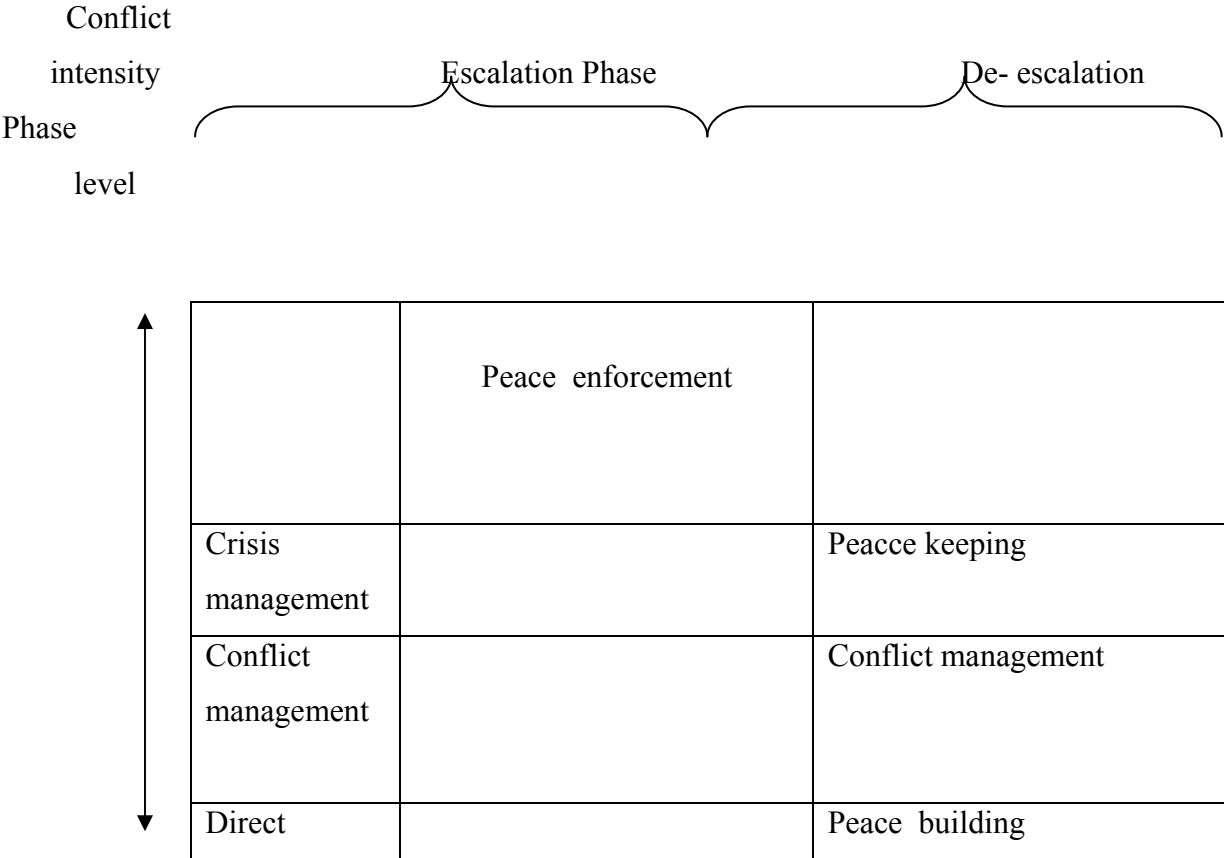 Conflict
intensity Escalation Phase De- escalation
Phase
level
Peace enforcement
Crisis Peacce keeping
management
Conflict Conflict management
management
Direct Peace building